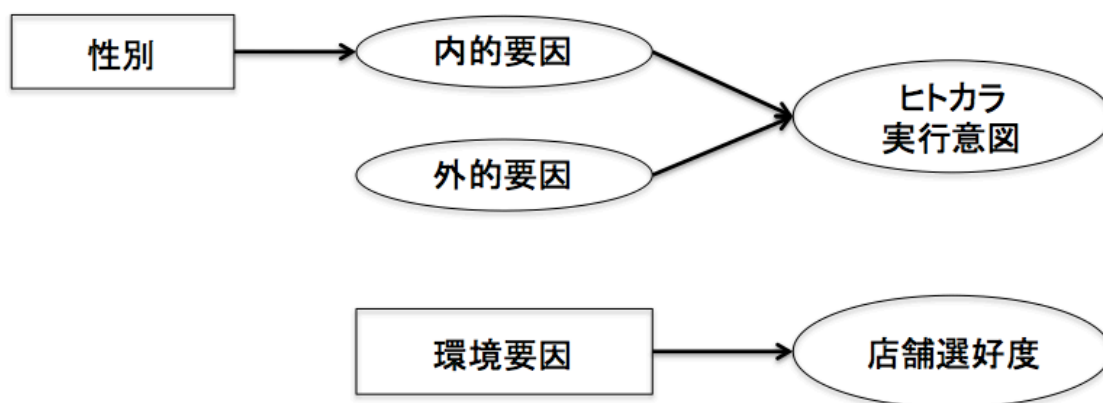 性別
内的要因
ヒトカラ
実行意図
外的要因
環境要因
店舗選好度